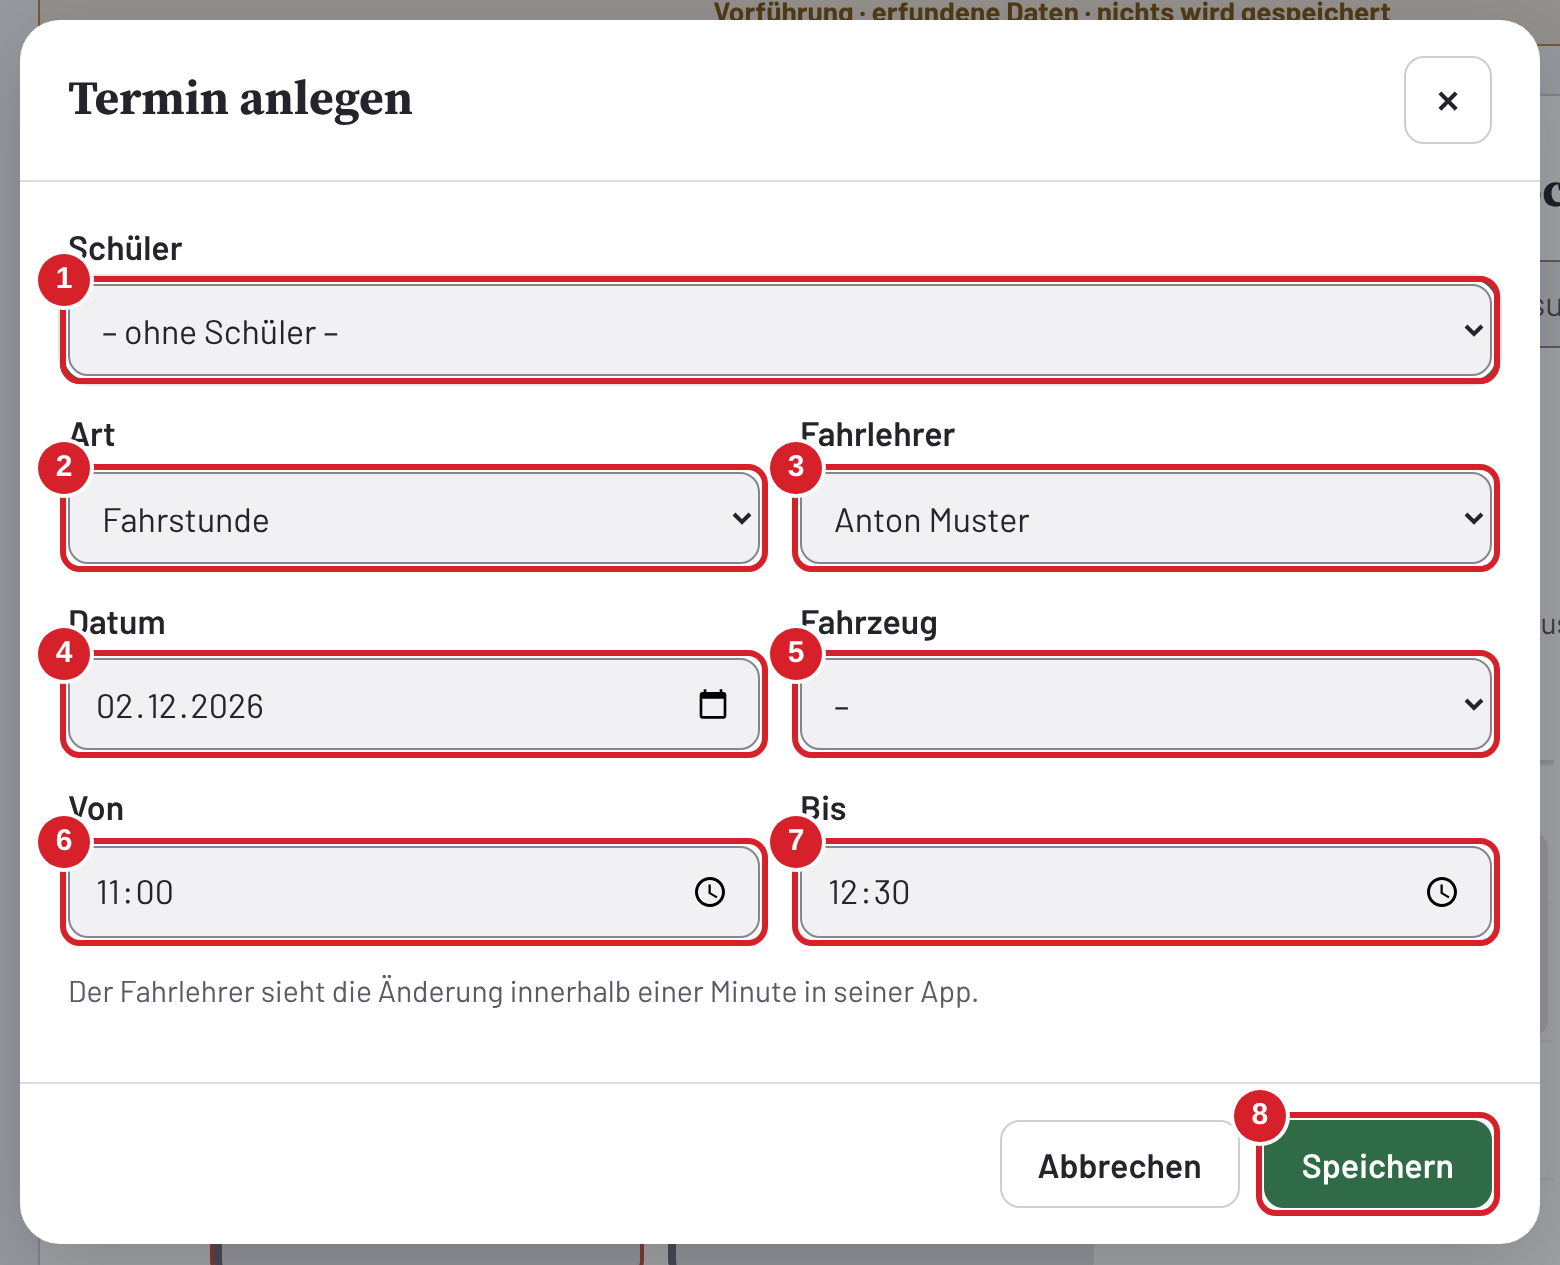 Vorführung · erfundene Daten · nichts wird gespeichert
Termin anlegen
Schüler
1
– ohne Schüler –
Art
Fahrlehrer
2
3
Fahrstunde
Anton Muster
Datum
Fahrzeug
4
5
02.12.2026
–
Von
Bis
6
7
11:00
12:30
Der Fahrlehrer sieht die Änderung innerhalb einer Minute in seiner App.
8
Abbrechen
Speichern